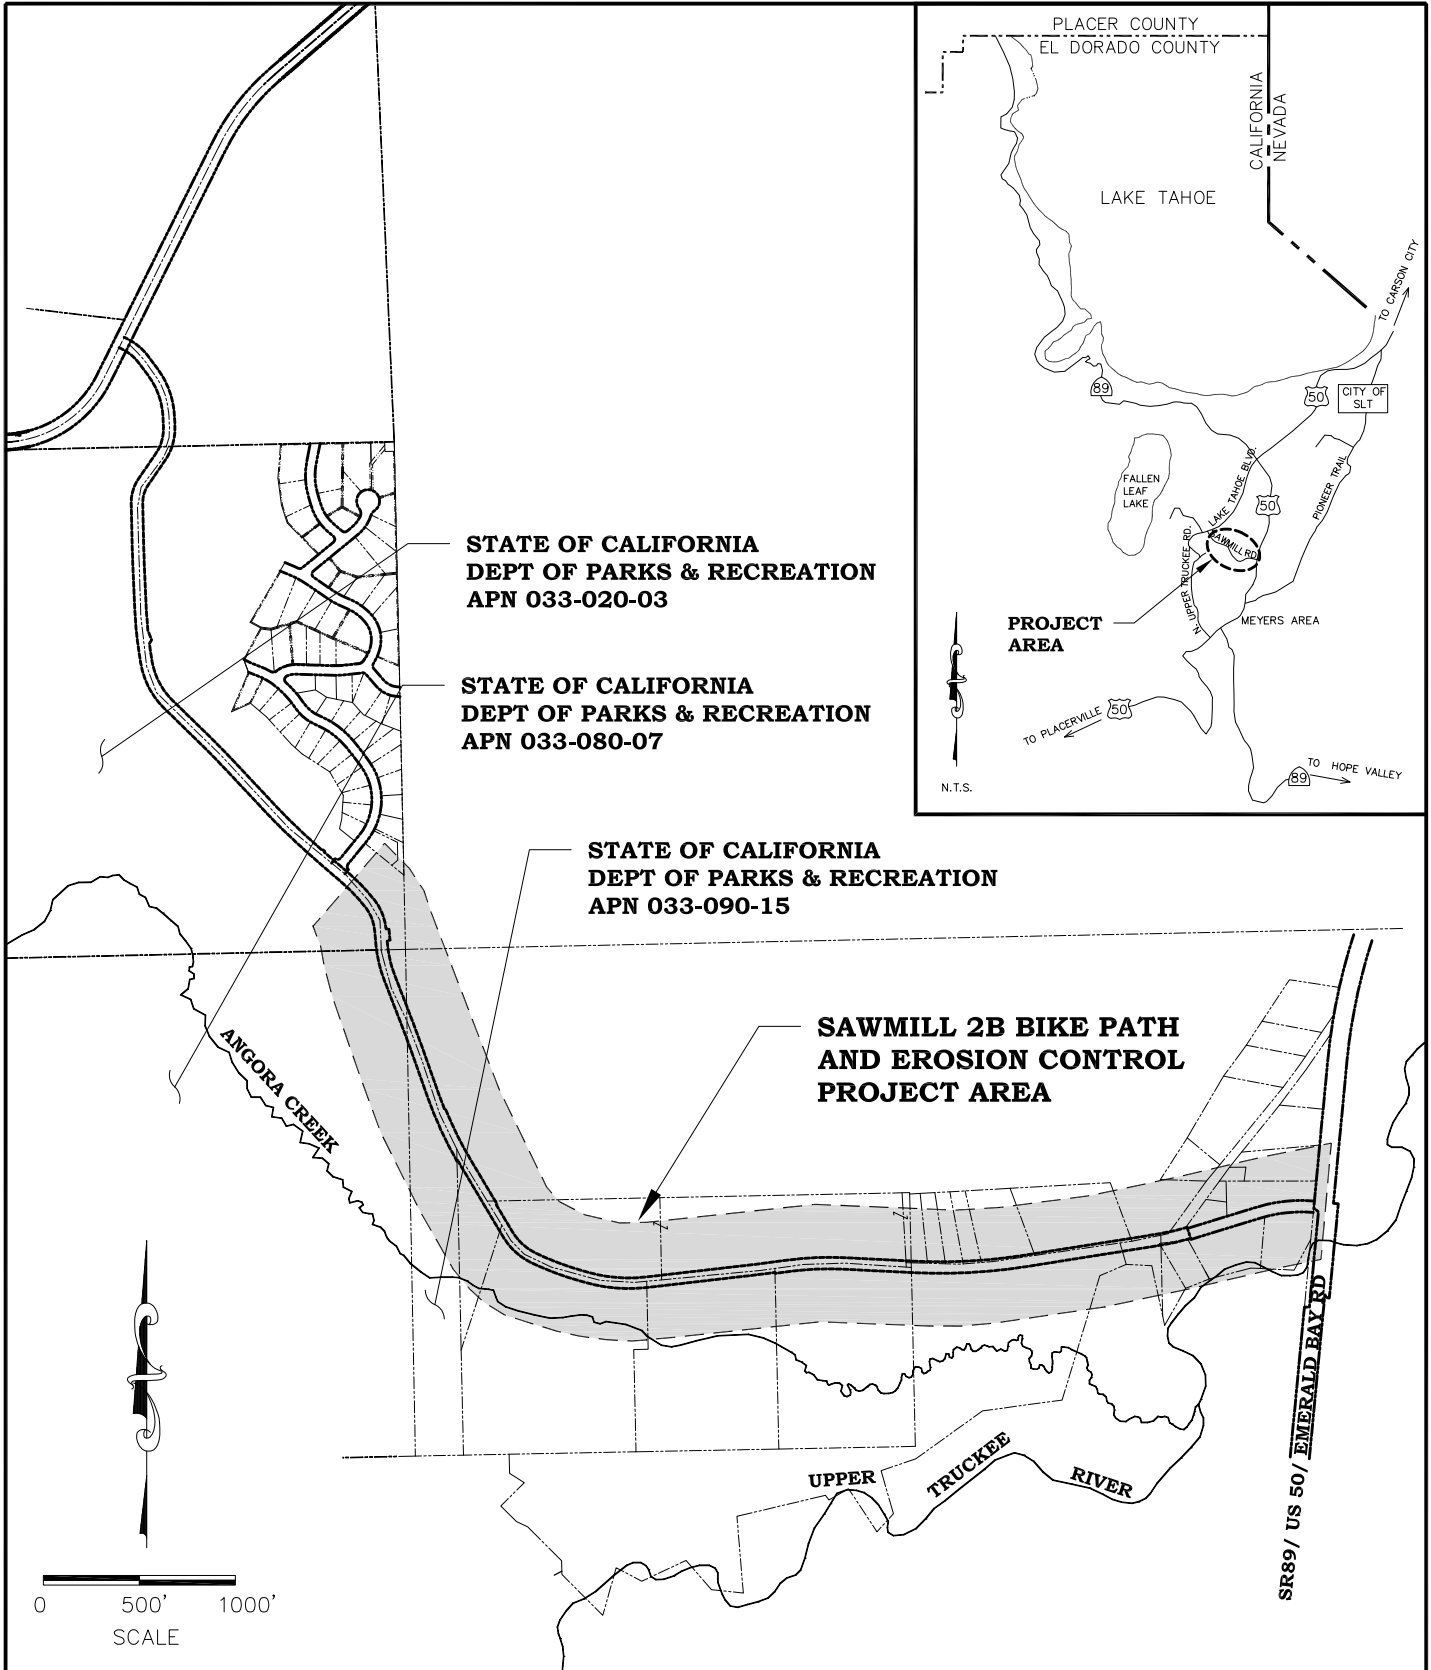 PLACER COUNTY
EL DORADO COUNTY
CALIFORNIA
NEVADA
LAKE TAHOE
TO CARSON CITY
89
50
CITY OF
SLT
FALLEN
LEAF
LAKE
LAKE TAHOE BLVD.
50
PIONEER TRAIL
SAWMILL RD
N. UPPER TRUCKEE RD.
PROJECT
AREA
MEYERS AREA
TO PLACERVILLE
50
89
TO HOPE VALLEY
N.T.S.
STATE OF CALIFORNIA
DEPT OF PARKS & RECREATION
APN 033-020-03
STATE OF CALIFORNIA
DEPT OF PARKS & RECREATION
APN 033-080-07
STATE OF CALIFORNIA
DEPT OF PARKS & RECREATION
APN 033-090-15
SAWMILL 2B BIKE PATH
AND EROSION CONTROL
PROJECT AREA
ANGORA CREEK
UPPER TRUCKEE RIVER
SR89/ US 50/ EMERALD BAY RD
0 500' 1000'
SCALE